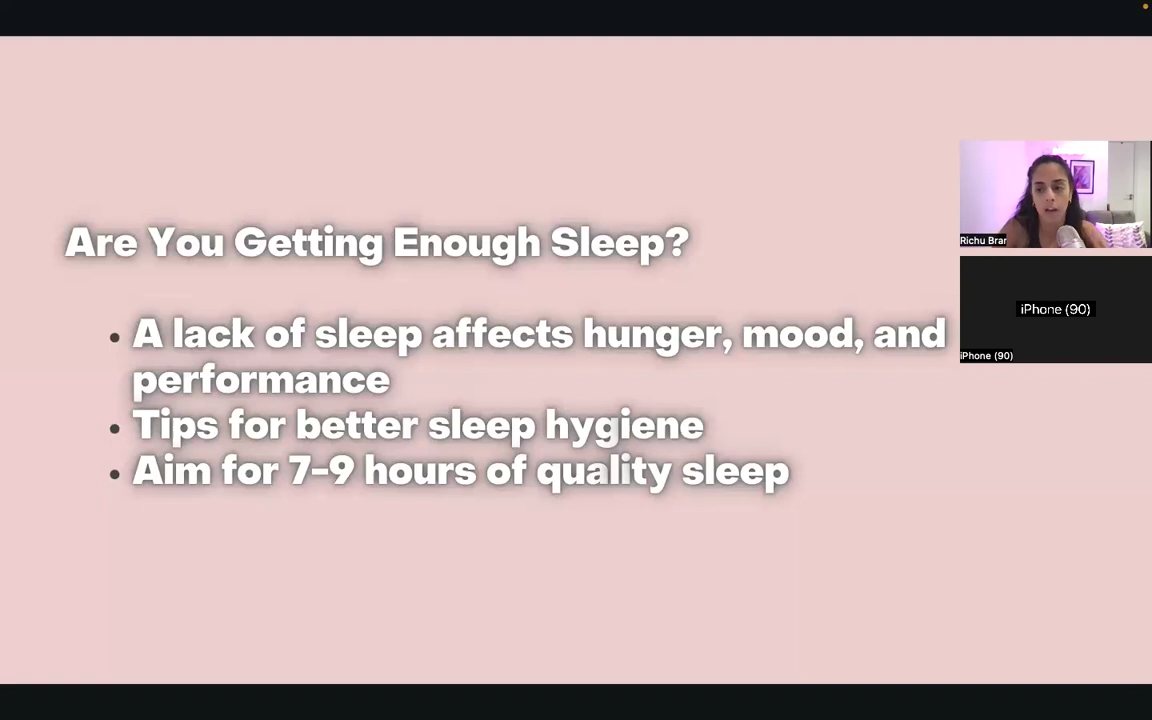 Are You Getting Enough Sleep?
• A lack of sleep affects hunger, mood, and
performance
• Tips for better sleep hygiene
• Aim for 7-9 hours of quality sleep
Richu Brar
iPhone (90)
iPhone (90)